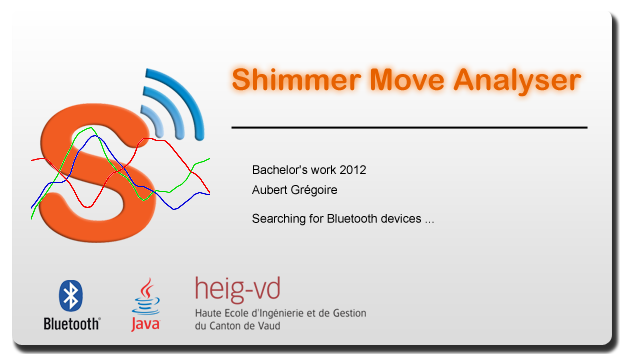 Shimmer Move Analyser
Bachelor's work 2012
Aubert Grégoire
Searching for Bluetooth devices ...
S
Bluetooth®
Java
heig-vd
Haute Ecole d'Ingénierie et de Gestion
du Canton de Vaud